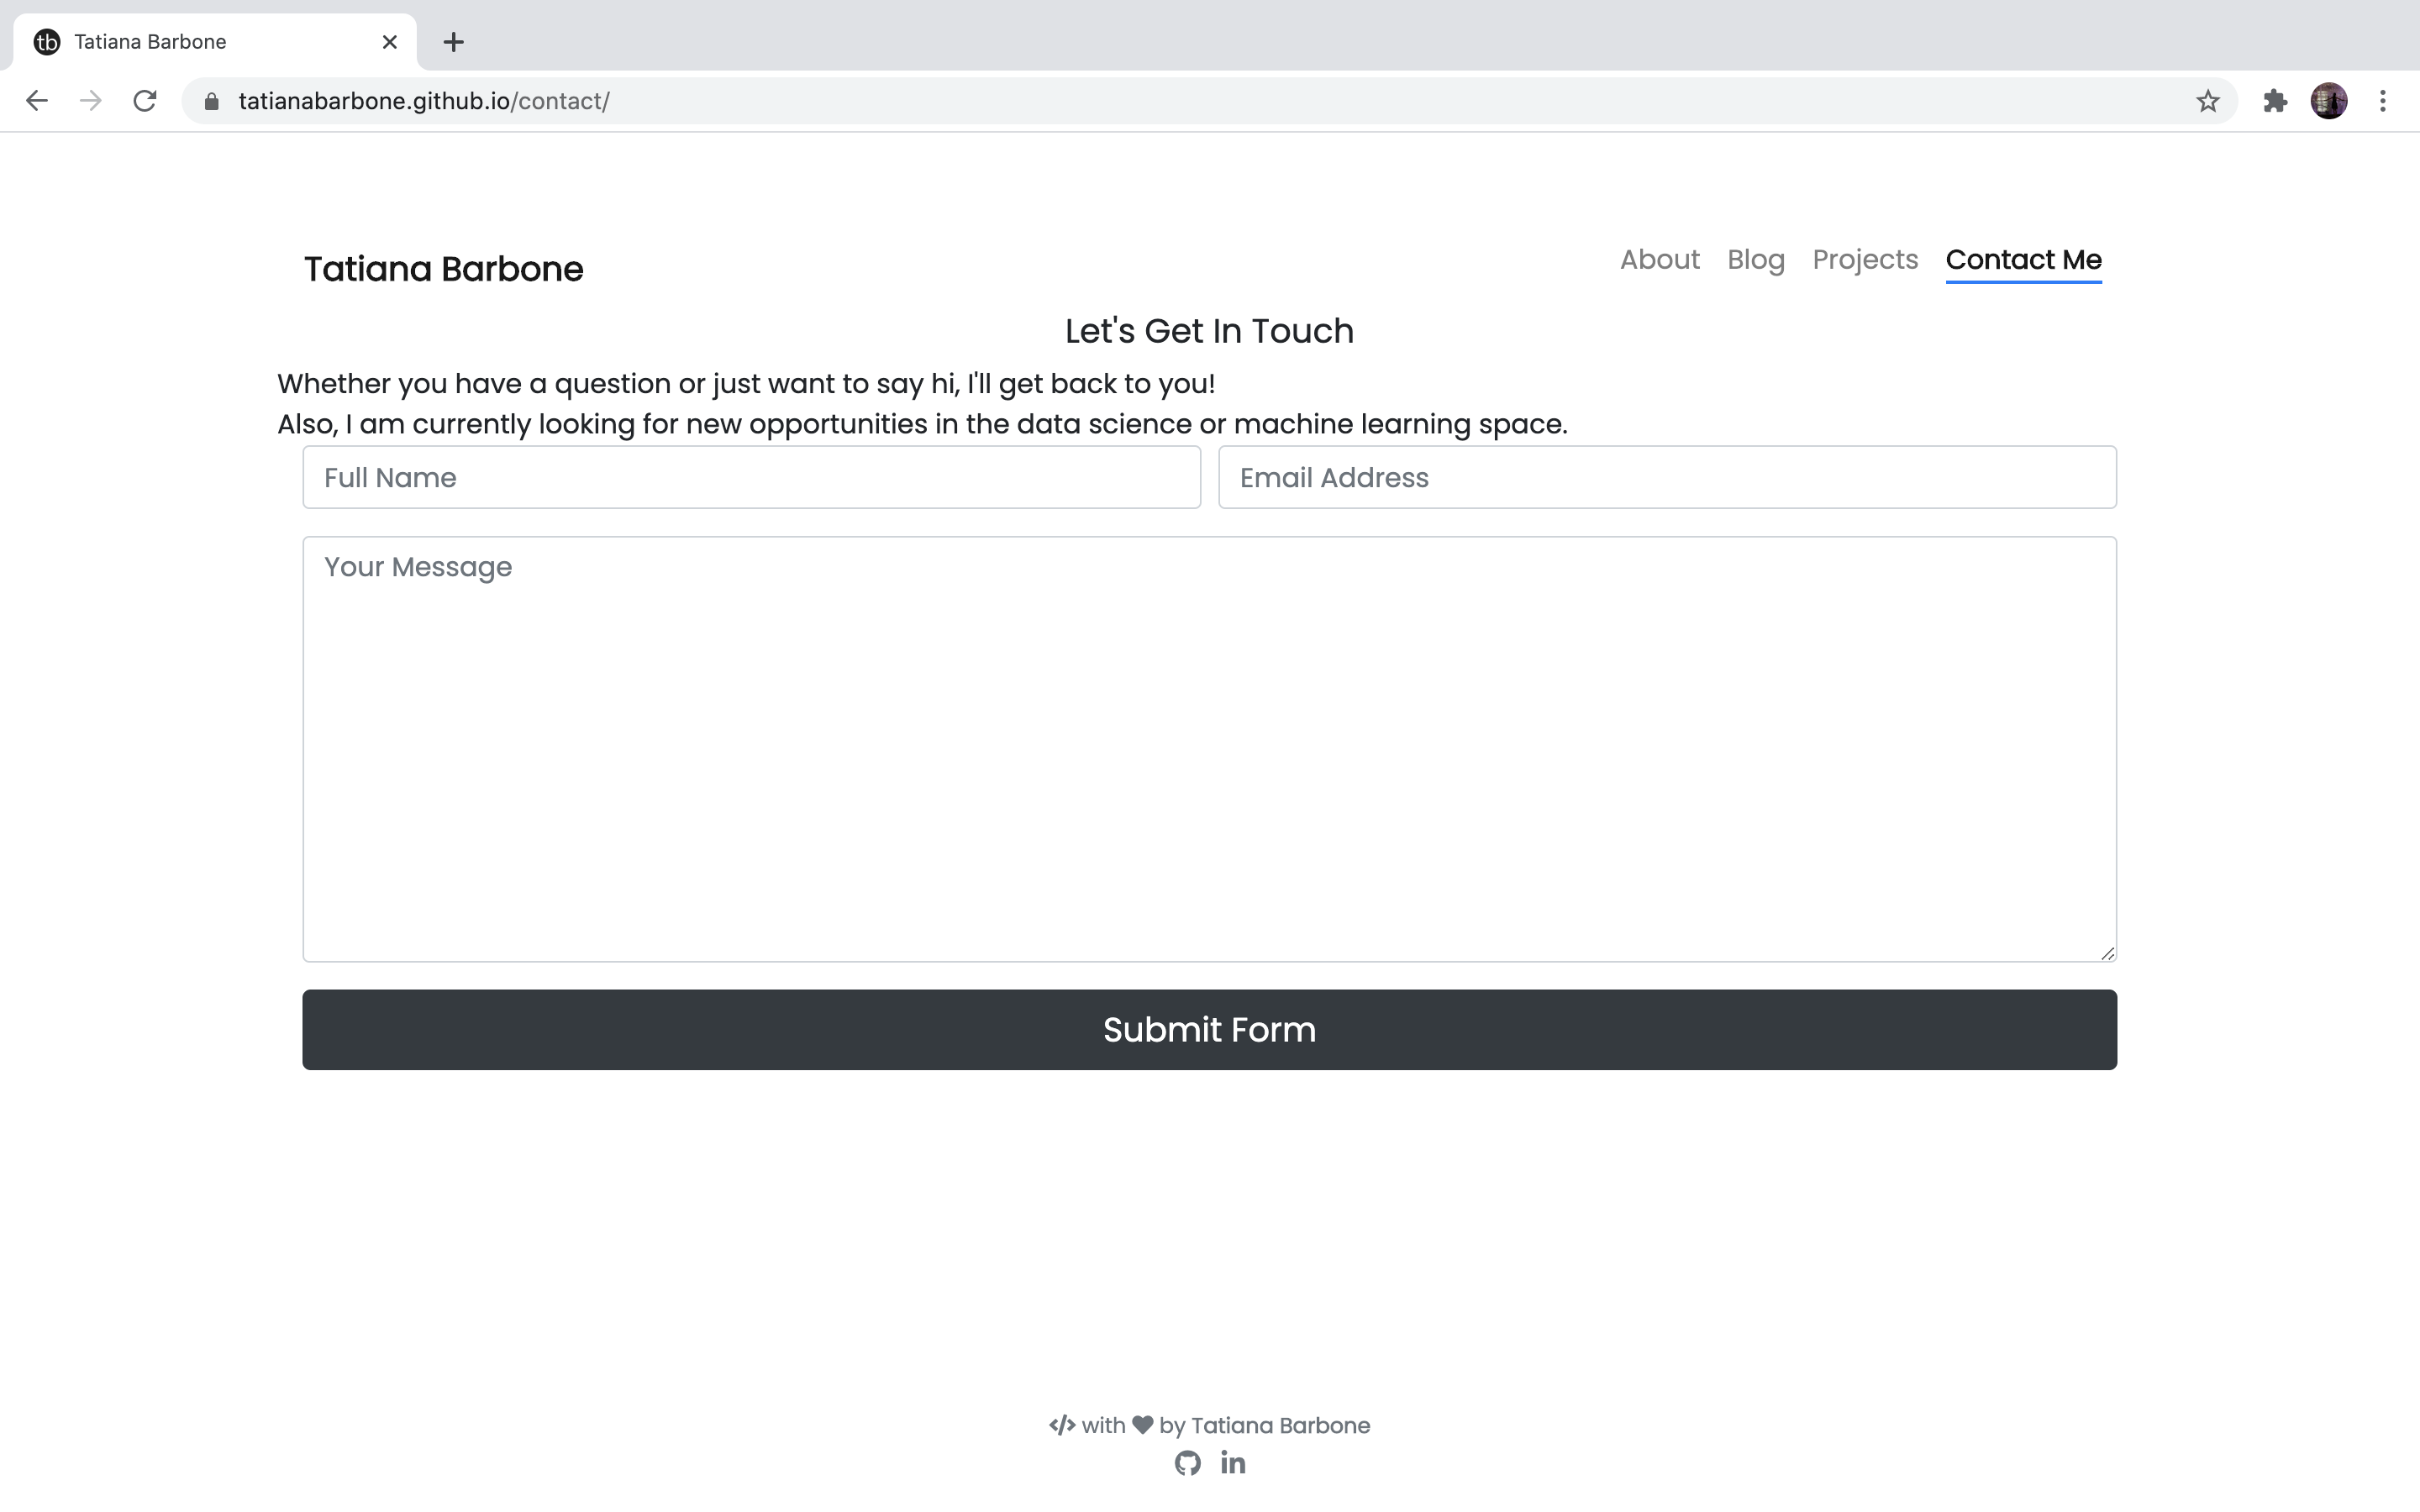 tb Tatiana Barbone
tatianabarbone.github.io/contact/
Tatiana Barbone
About Blog Projects Contact Me
Let's Get In Touch
Whether you have a question or just want to say hi, I'll get back to you!
Also, I am currently looking for new opportunities in the data science or machine learning space.
Full Name Email Address
Your Message
Submit Form
</> with ♥ by Tatiana Barbone
in